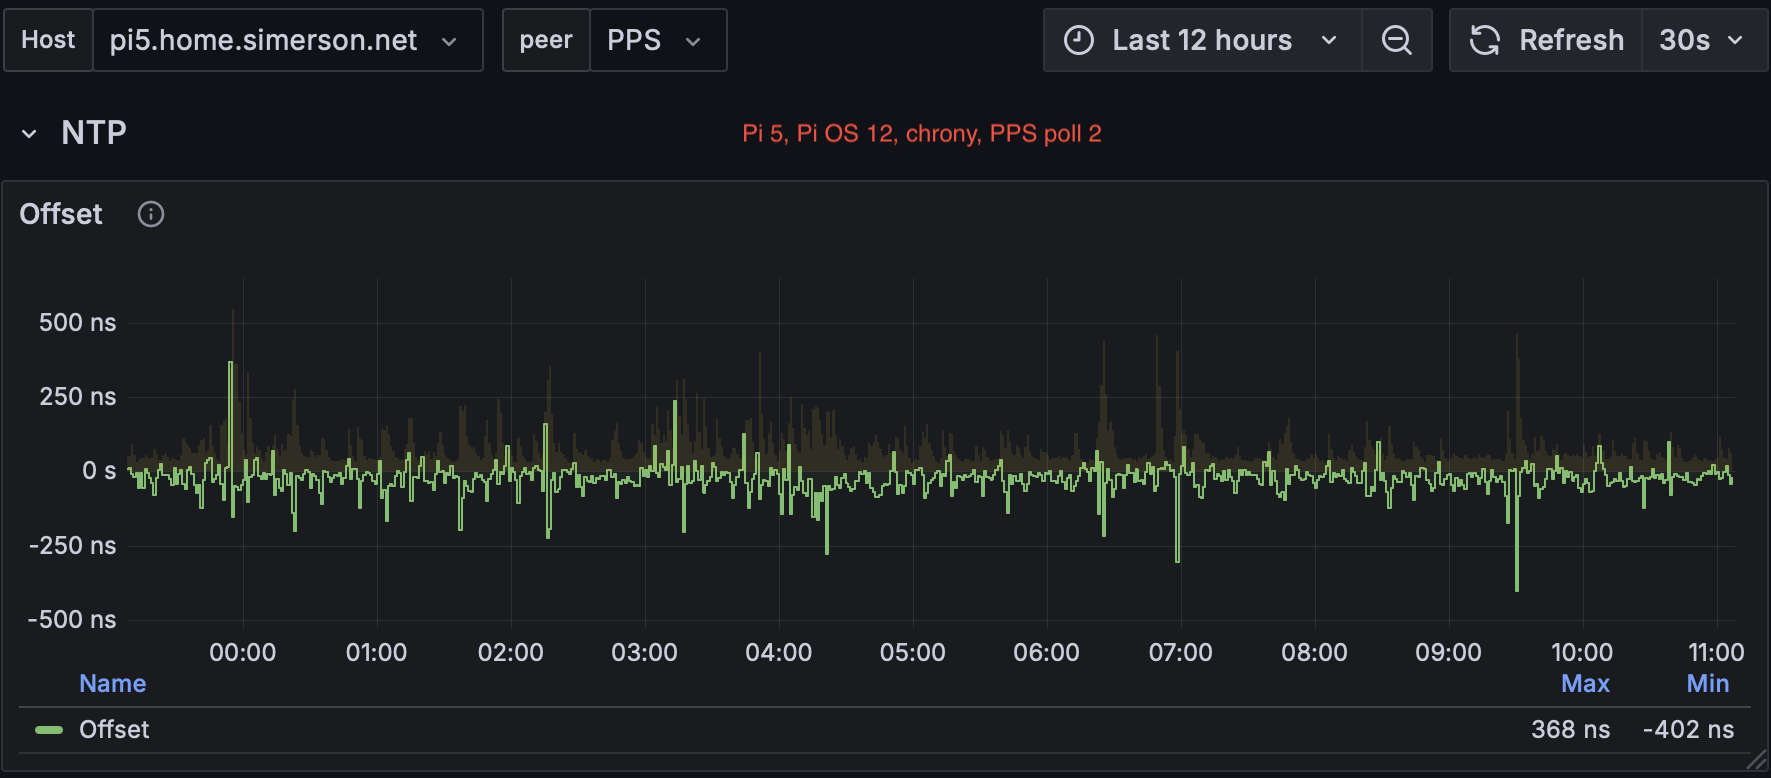 Host pi5.home.simerson.net peer PPS Last 12 hours Refresh 30s
NTP Pi 5, Pi OS 12, chrony, PPS poll 2
Offset
500 ns
250 ns
0 s
-250 ns
-500 ns
00:00 01:00 02:00 03:00 04:00 05:00 06:00 07:00 08:00 09:00 10:00 11:00
Name Max Min
Offset 368 ns -402 ns